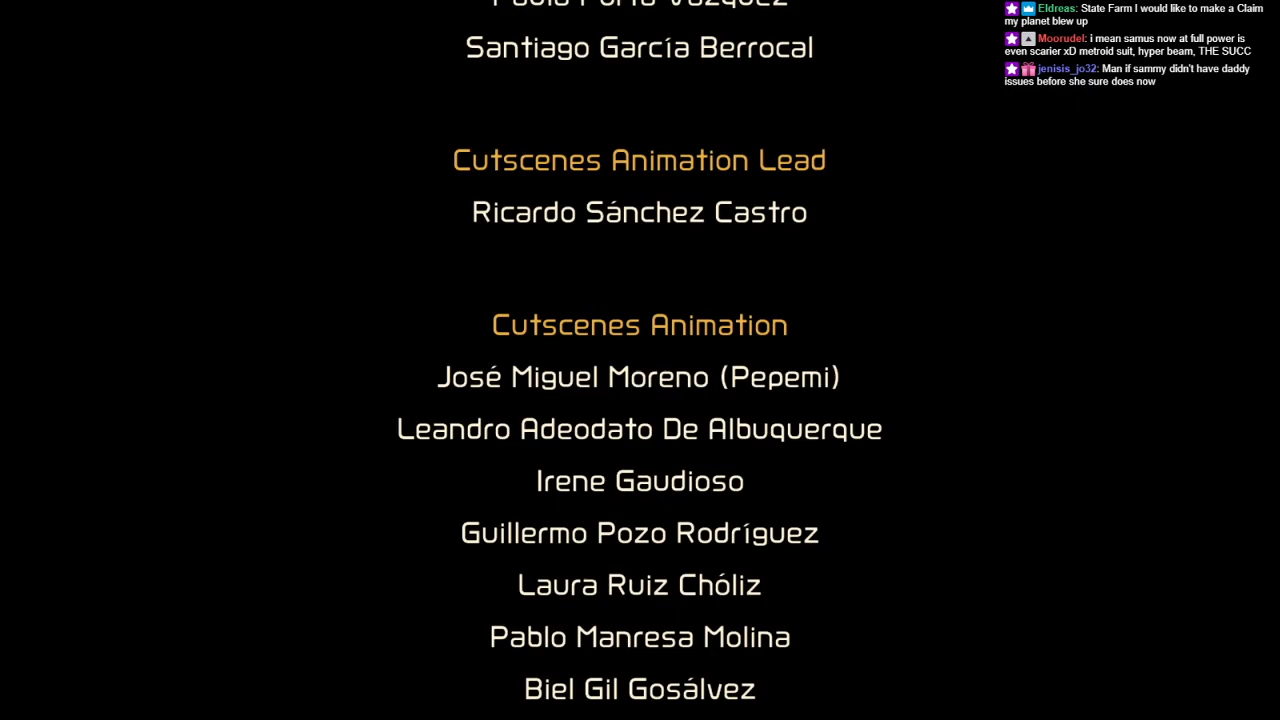 Santiago García Berrocal
Cutscenes Animation Lead
Ricardo Sánchez Castro
Cutscenes Animation
José Miguel Moreno (Pepemi)
Leandro Adeodato De Albuquerque
Irene Gaudioso
Guillermo Pozo Rodríguez
Laura Ruiz Chóliz
Pablo Manresa Molina
Biel Gil Gosálvez
Eldreas: State Farm I would like to make a Claim
my planet blew up
Moorudel: i mean samus now at full power is
even scarier xD metroid suit, hyper beam, THE SUCC
jenisis_jo32: Man if sammy didn't have daddy
issues before she sure does now